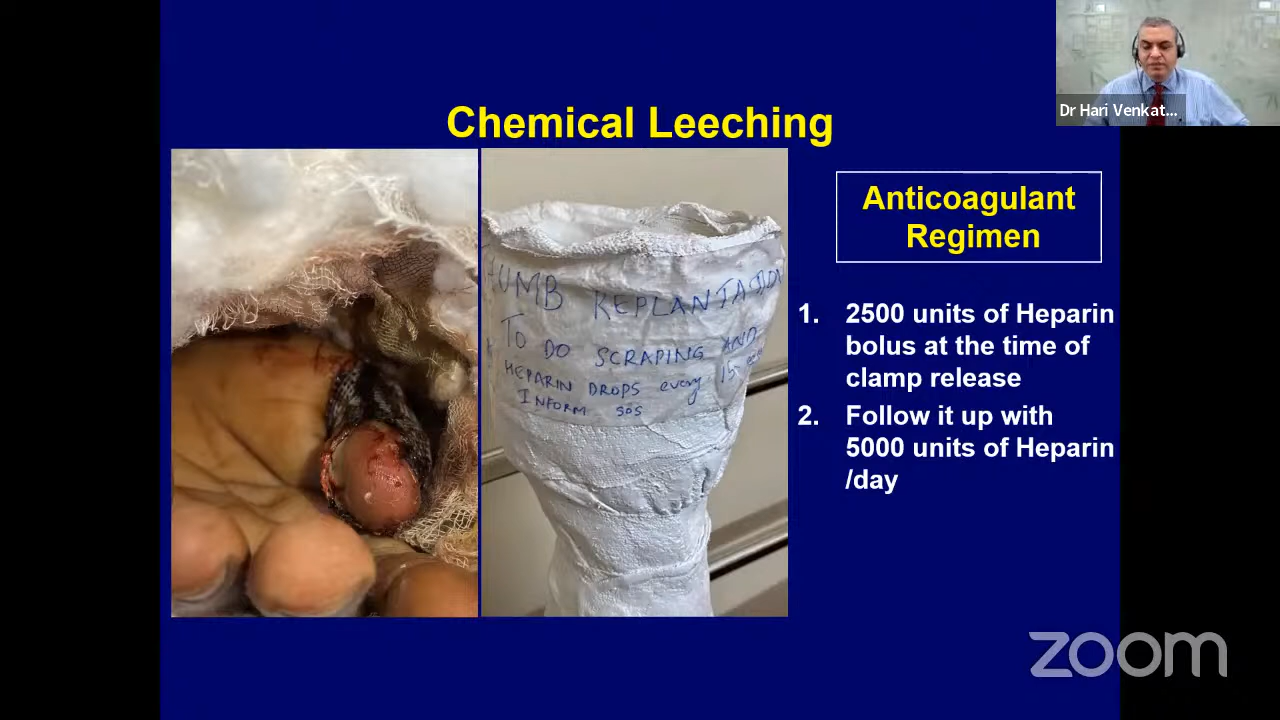 Dr Hari Venkat...
Chemical Leeching
UMB REPLANTATION
TO DO SCRAPING AND
HEPARIN DROPS every 15
INFORM SOS
Anticoagulant
Regimen
1. 2500 units of Heparin
bolus at the time of
clamp release
2. Follow it up with
5000 units of Heparin
/day
zoom